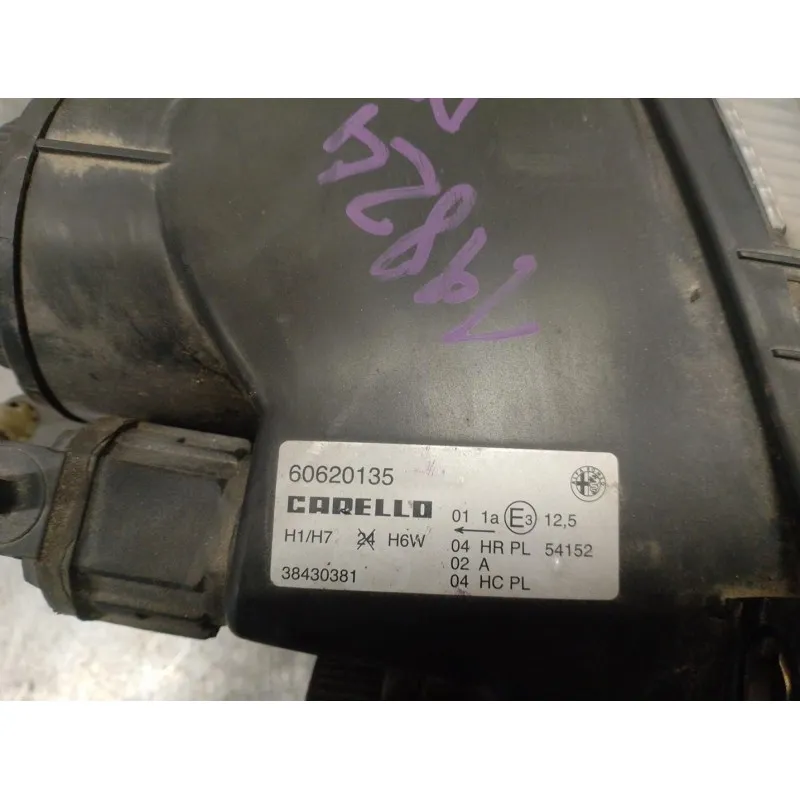 60620135
CARELLO
H1/H7 24 H6W
38430381
01 1a E3 12,5
04 HR PL 54152
02 A
04 HC PL